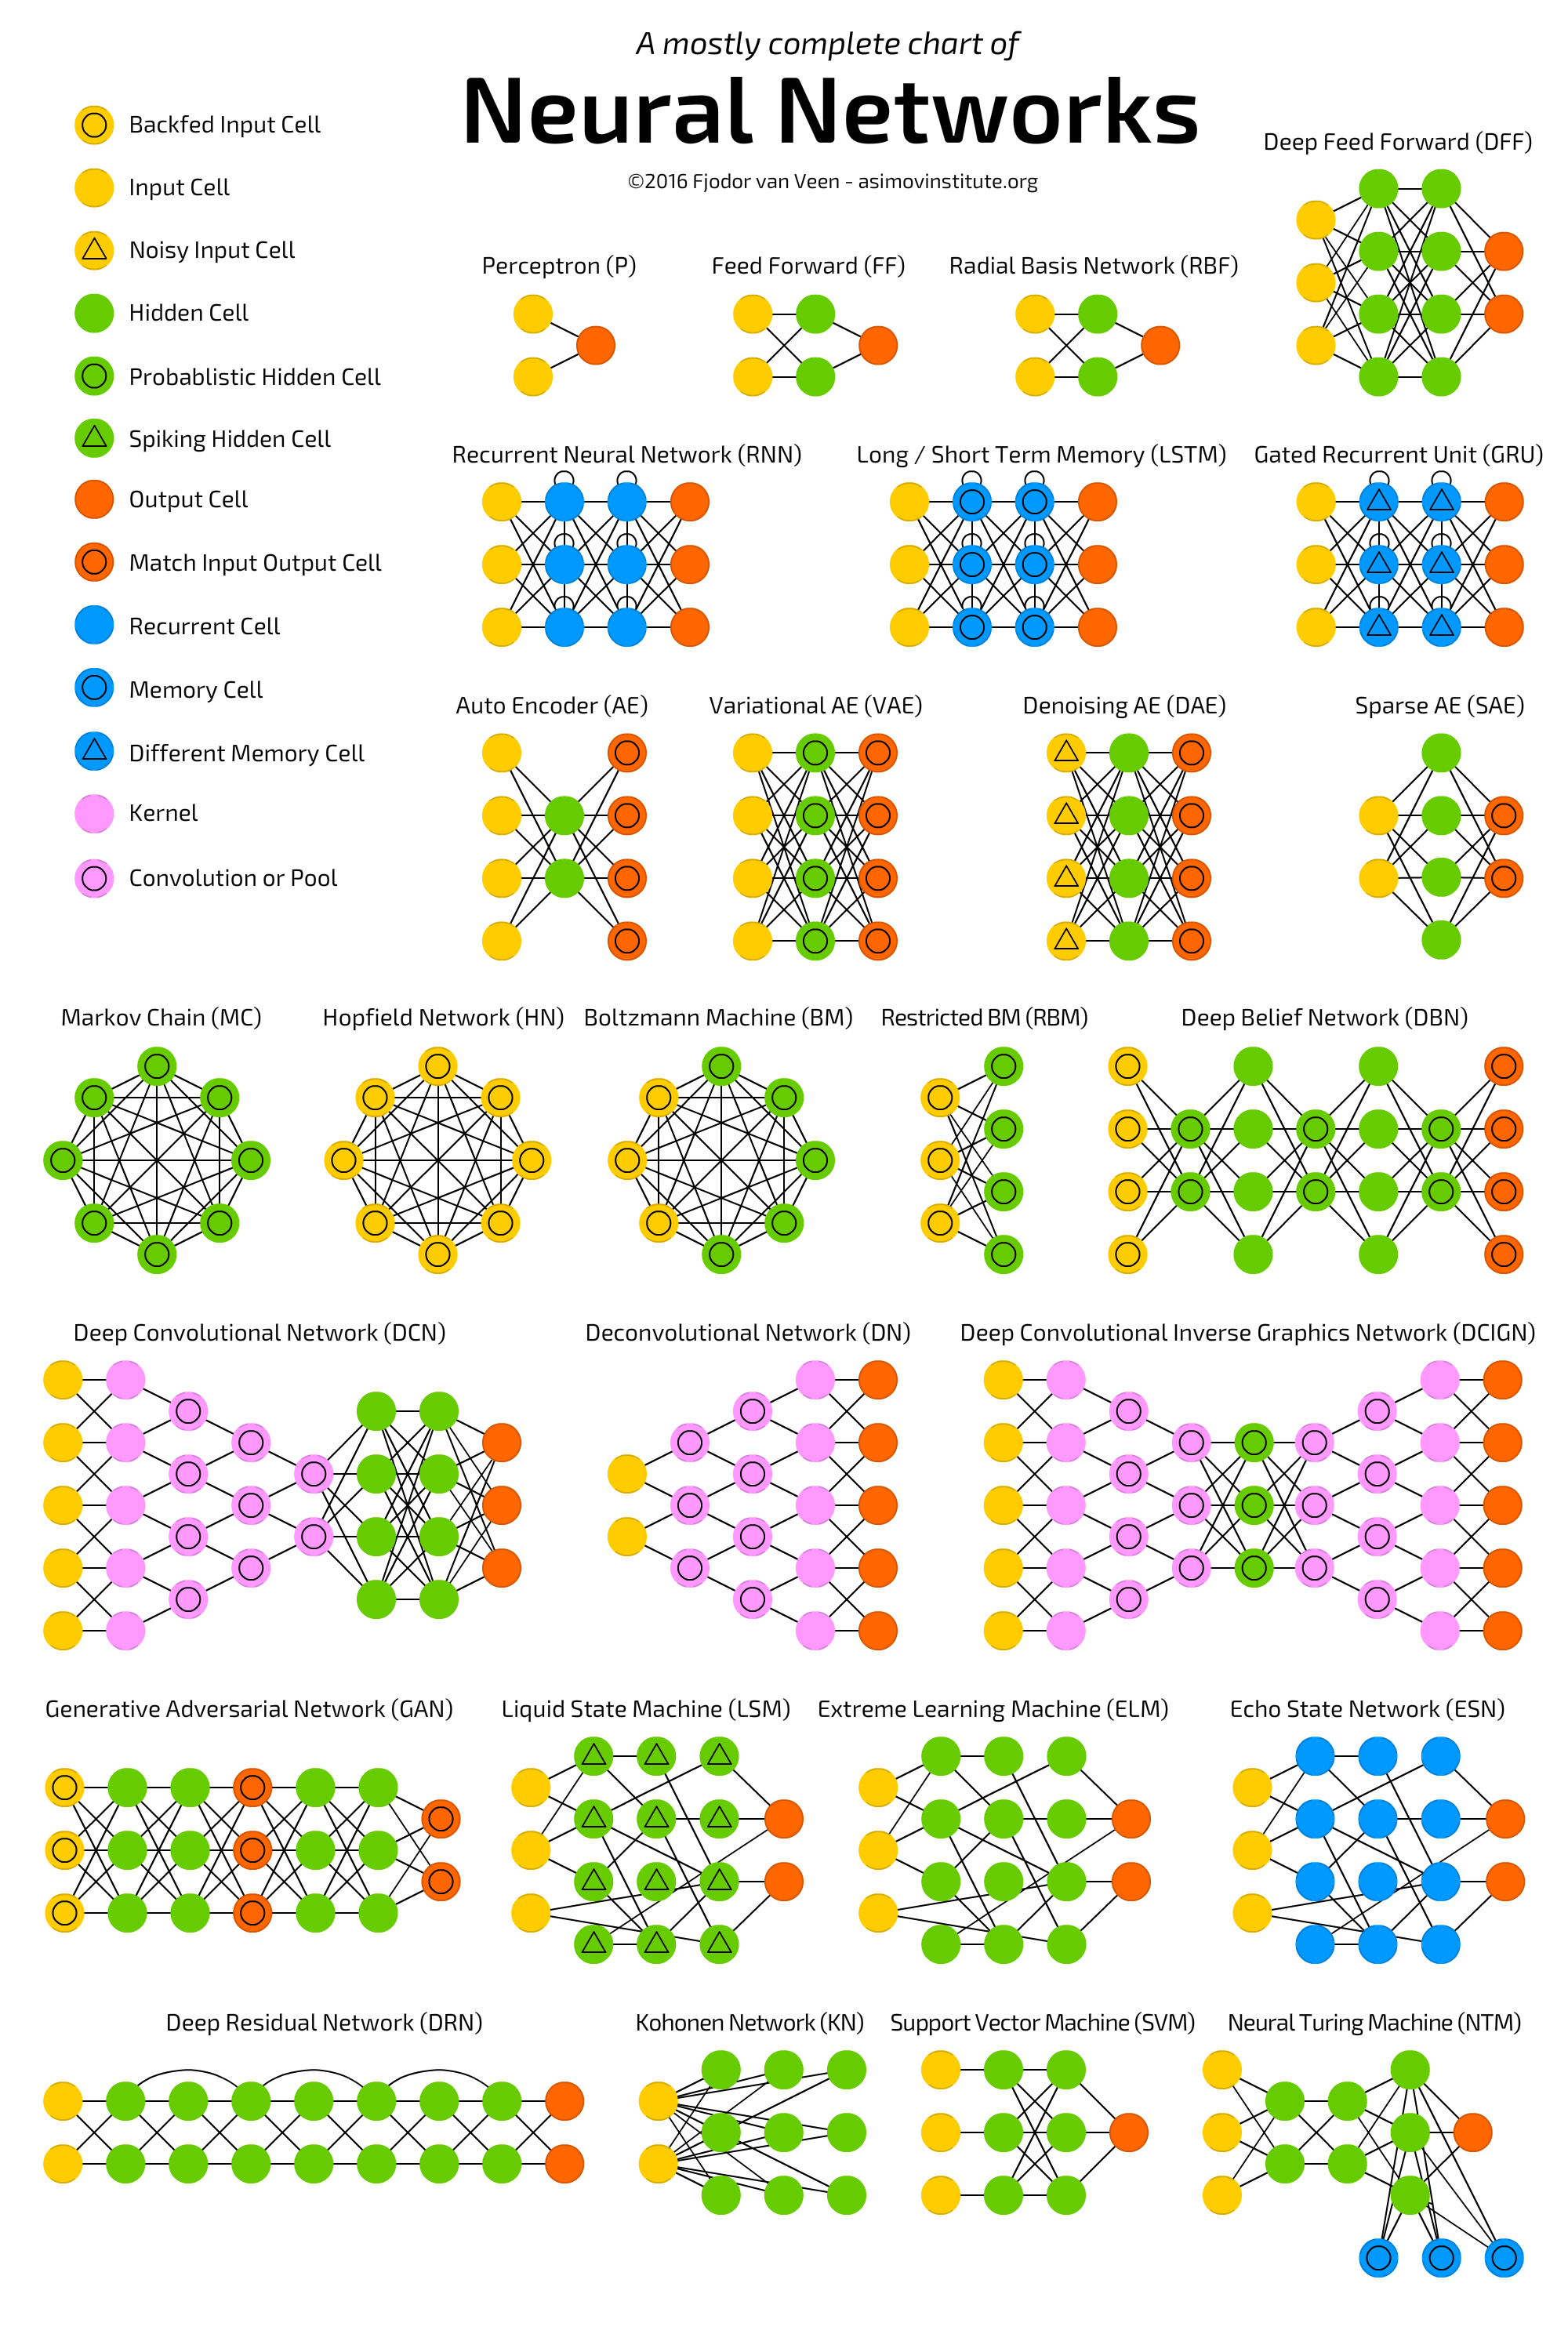 A mostly complete chart of
Neural Networks
©2016 Fjodor van Veen - asimovinstitute.org
Backfed Input Cell
Input Cell
Noisy Input Cell
Hidden Cell
Probablistic Hidden Cell
Spiking Hidden Cell
Output Cell
Match Input Output Cell
Recurrent Cell
Memory Cell
Different Memory Cell
Kernel
Convolution or Pool
Deep Feed Forward (DFF)
Perceptron (P)
Feed Forward (FF)
Radial Basis Network (RBF)
Recurrent Neural Network (RNN)
Long / Short Term Memory (LSTM)
Gated Recurrent Unit (GRU)
Auto Encoder (AE)
Variational AE (VAE)
Denoising AE (DAE)
Sparse AE (SAE)
Markov Chain (MC)
Hopfield Network (HN)
Boltzmann Machine (BM)
Restricted BM (RBM)
Deep Belief Network (DBN)
Deep Convolutional Network (DCN)
Deconvolutional Network (DN)
Deep Convolutional Inverse Graphics Network (DCIGN)
Generative Adversarial Network (GAN)
Liquid State Machine (LSM)
Extreme Learning Machine (ELM)
Echo State Network (ESN)
Deep Residual Network (DRN)
Kohonen Network (KN)
Support Vector Machine (SVM)
Neural Turing Machine (NTM)